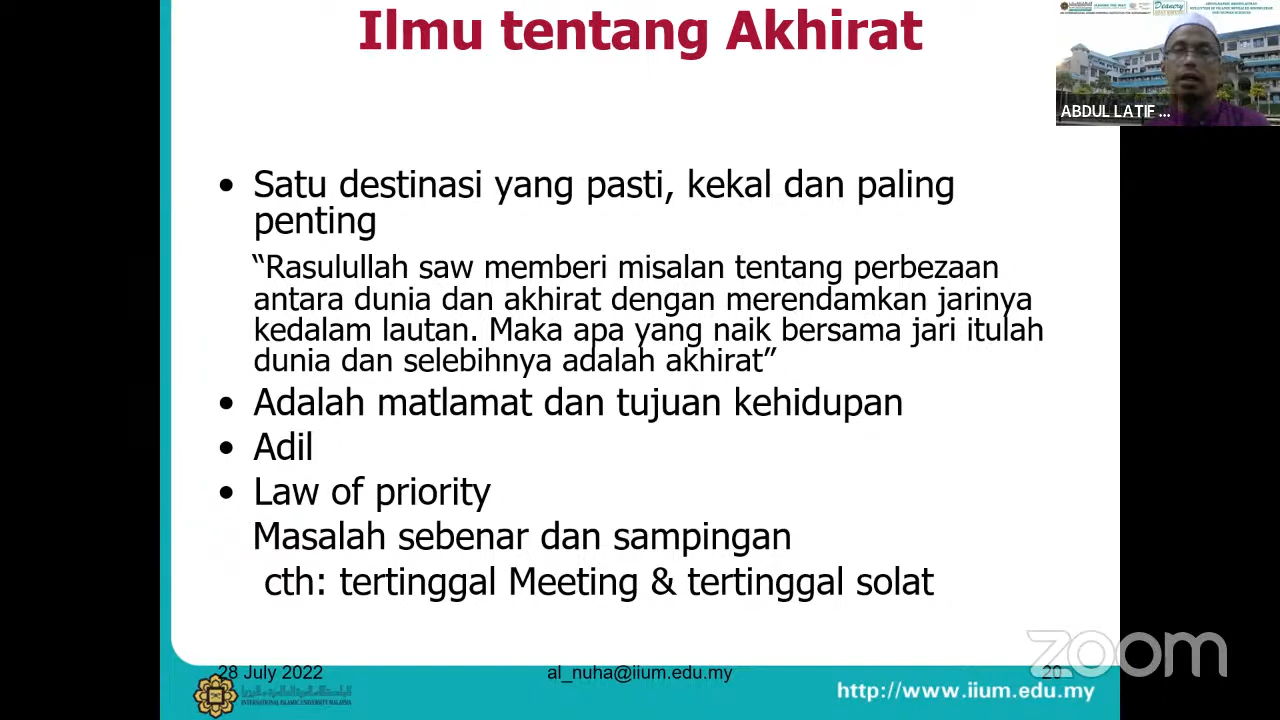 Ilmu tentang Akhirat
Deanery
ABDUL LATIF ...
• Satu destinasi yang pasti, kekal dan paling
penting
“Rasulullah saw memberi misalan tentang perbezaan
antara dunia dan akhirat dengan merendamkan jarinya
kedalam lautan. Maka apa yang naik bersama jari itulah
dunia dan selebihnya adalah akhirat”
• Adalah matlamat dan tujuan kehidupan
• Adil
• Law of priority
Masalah sebenar dan sampingan
cth: tertinggal Meeting & tertinggal solat
zoom
28 July 2022
al_nuha@iium.edu.my
20
INTERNATIONAL ISLAMIC UNIVERSITY MALAYSIA
http://www.iium.edu.my